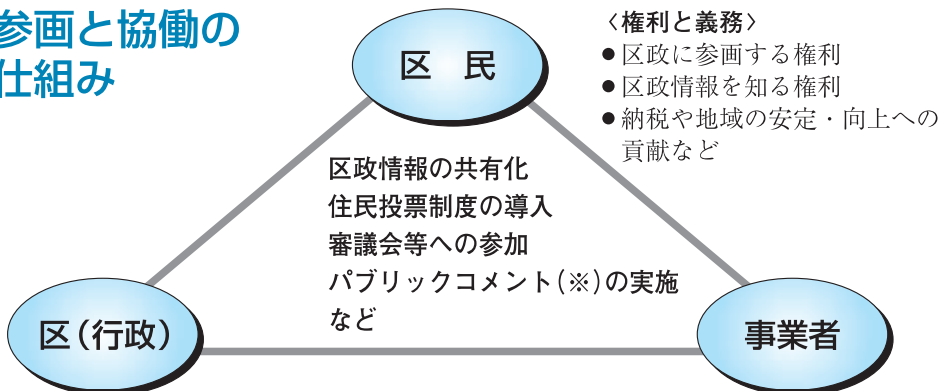 参画と協働の
仕組み
区 民
〈権利と義務〉
●区政に参画する権利
●区政情報を知る権利
●納税や地域の安定・向上への
貢献など
区政情報の共有化
住民投票制度の導入
審議会等への参加
パブリックコメント(※)の実施
など
区(行政)
事業者